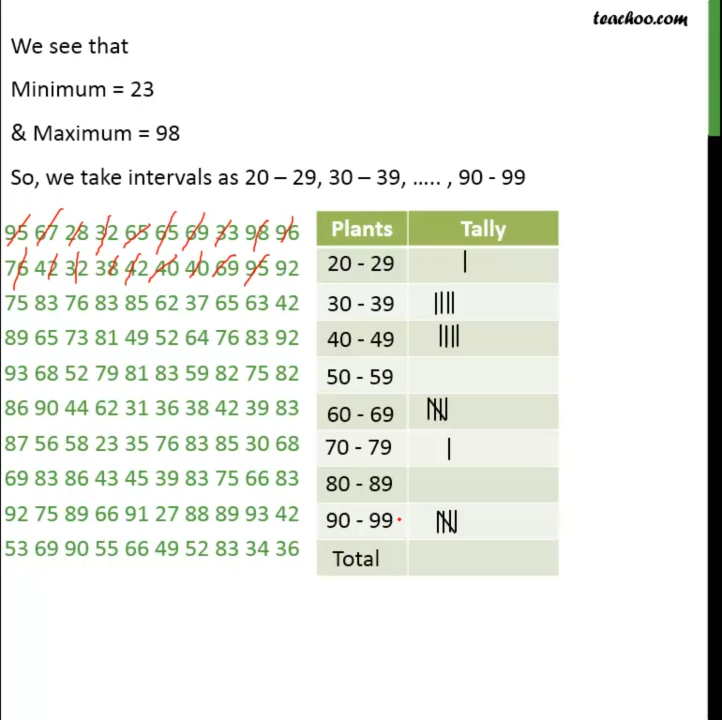 teachoo.com
We see that
Minimum = 23
& Maximum = 98
So, we take intervals as 20 – 29, 30 – 39, ….. , 90 - 99
95 67 28 32 65 65 69 33 98 96
76 42 32 38 42 40 40 69 95 92
75 83 76 83 85 62 37 65 63 42
89 65 73 81 49 52 64 76 83 92
93 68 52 79 81 83 59 82 75 82
86 90 44 62 31 36 38 42 39 83
87 56 58 23 35 76 83 85 30 68
69 83 86 43 45 39 83 75 66 83
92 75 89 66 91 27 88 89 93 42
53 69 90 55 66 49 52 83 34 36
Plants Tally
20 - 29 |
30 - 39 ||||
40 - 49 ||||
50 - 59
60 - 69 𝍸
70 - 79 |
80 - 89
90 - 99 𝍸
Total